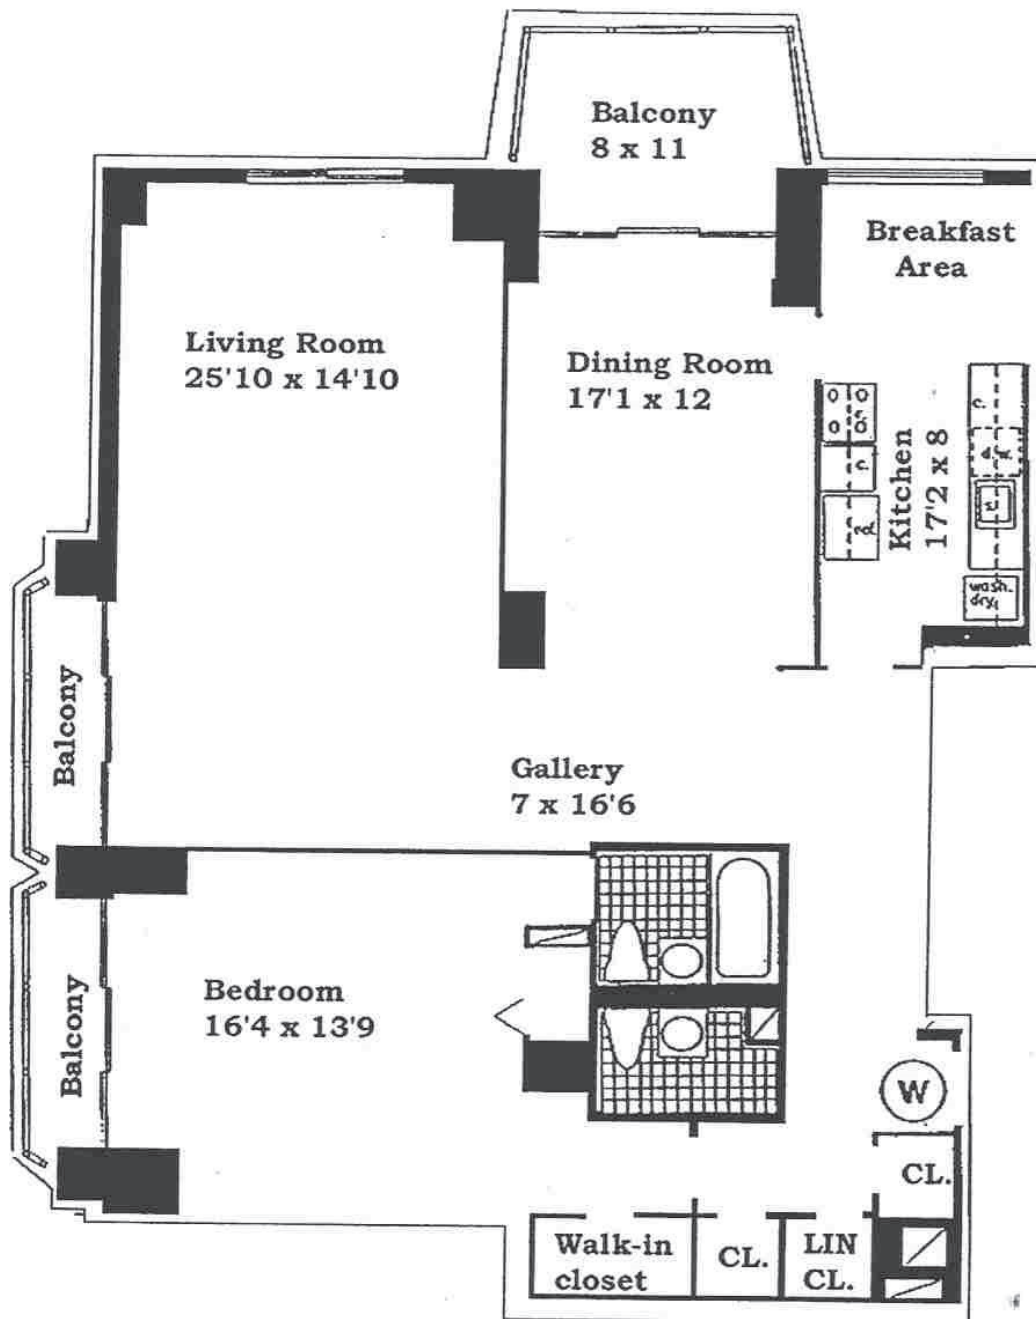 Balcony
8 x 11
Breakfast
Area
Living Room
25'10 x 14'10
Dining Room
17'1 x 12
Kitchen
17'2 x 8
wash.
dry.
Balcony
Gallery
7 x 16'6
Bedroom
16'4 x 13'9
Balcony
W
CL.
Walk-in
closet
CL.
LIN
CL.